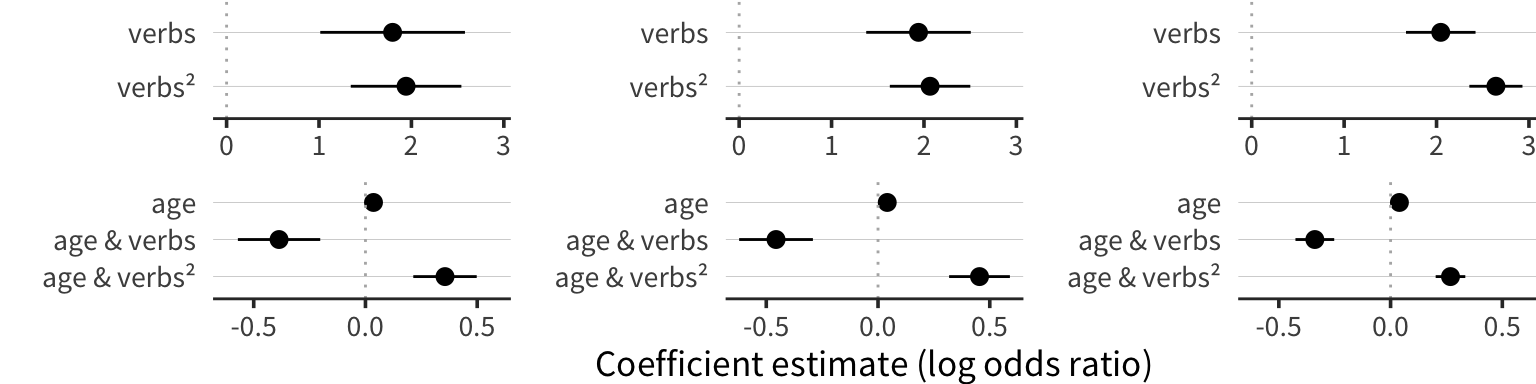 verbs
verbs²
0 1 2 3
verbs
verbs²
0 1 2 3
verbs
verbs²
0 1 2 3
age
age & verbs
age & verbs²
-0.5 0.0 0.5
age
age & verbs
age & verbs²
-0.5 0.0 0.5
age
age & verbs
age & verbs²
-0.5 0.0 0.5
Coefficient estimate (log odds ratio)